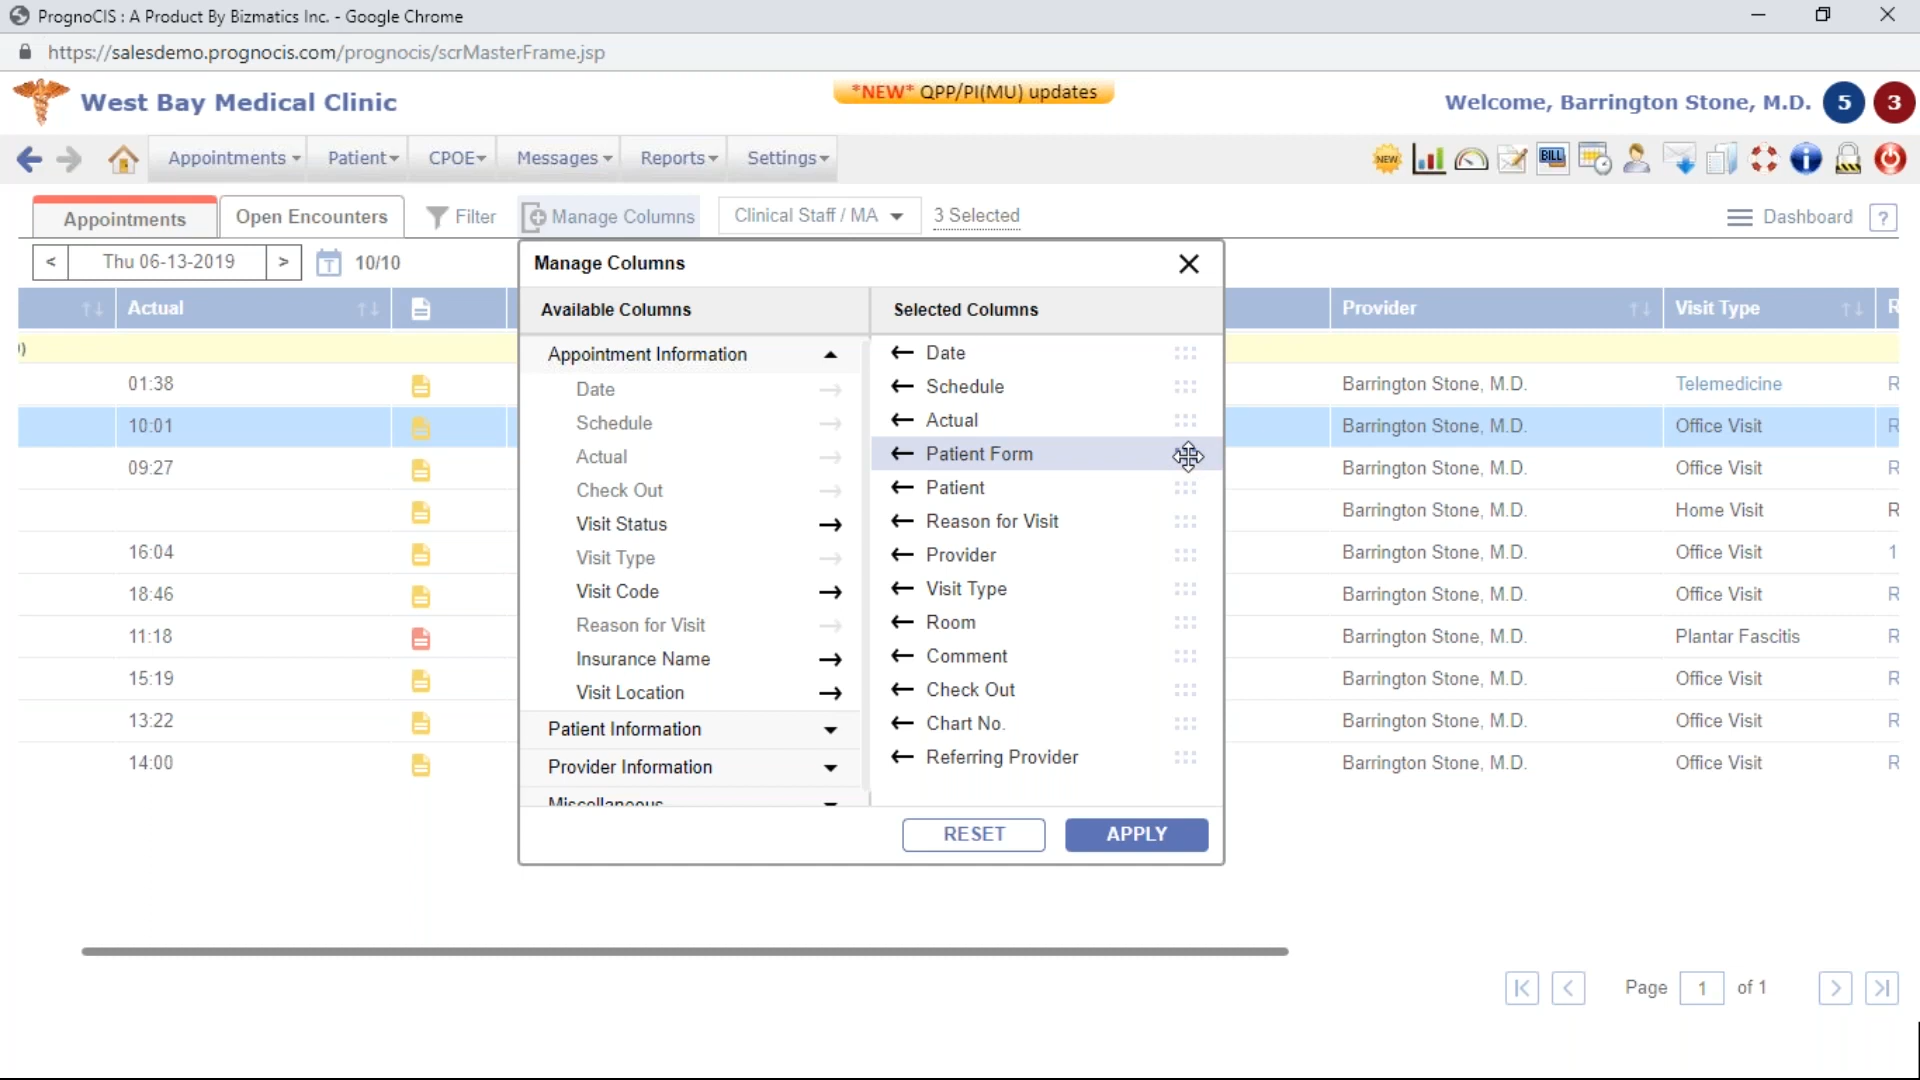 PrognoCIS : A Product By Bizmatics Inc. - Google Chrome
https://salesdemo.prognocis.com/prognocis/scrMasterFrame.jsp
West Bay Medical Clinic
*NEW* QPP/PI(MU) updates
Welcome, Barrington Stone, M.D. 5 3
Appointments Patient CPOE Messages Reports Settings
NEW BILL
Appointments Open Encounters Filter Manage Columns Clinical Staff / MA 3 Selected Dashboard ?
< Thu 06-13-2019 > T 10/10
Manage Columns
Actual Provider Visit Type R
Available Columns Selected Columns
Appointment Information
Date
Schedule
Actual
Check Out
Visit Status
Visit Type
Visit Code
Reason for Visit
Insurance Name
Visit Location
Patient Information
Provider Information
Miscellaneous
Date
Schedule
Actual
Patient Form
Patient
Reason for Visit
Provider
Visit Type
Room
Comment
Check Out
Chart No.
Referring Provider
RESET APPLY
)
01:38 Barrington Stone, M.D. Telemedicine R
10:01 Barrington Stone, M.D. Office Visit R
09:27 Barrington Stone, M.D. Office Visit R
Barrington Stone, M.D. Home Visit R
16:04 Barrington Stone, M.D. Office Visit 1
18:46 Barrington Stone, M.D. Office Visit R
11:18 Barrington Stone, M.D. Plantar Fascitis R
15:19 Barrington Stone, M.D. Office Visit R
13:22 Barrington Stone, M.D. Office Visit R
14:00 Barrington Stone, M.D. Office Visit R
Page 1 of 1